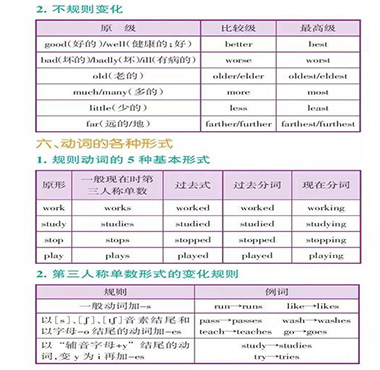 2. 不规则变化
原 级 比较级 最高级
good(好的)/well(健康的;好) better best
bad(坏的)/badly(坏)/ill(有病的) worse worst
old(老的) older/elder oldest/eldest
much/many(多的) more most
little(少的) less least
far(远的/地) farther/further farthest/furthest
六、动词的各种形式
1. 规则动词的 5 种基本形式
原形 一般现在时第三人称单数 过去式 过去分词 现在分词
work works worked worked working
study studies studied studied studying
stop stops stopped stopped stopping
play plays played played playing
2. 第三人称单数形式的变化规则
规则 例词
一般动词加-s run→runs like→likes
以[s]、[ʃ]、[tʃ]音素结尾和 pass→passes wash→washes
以字母-o结尾的动词加-es teach→teaches go→goes
以“辅音字母+y”结尾的动 study→studies
词,变 y 为 i 再加-es try→tries